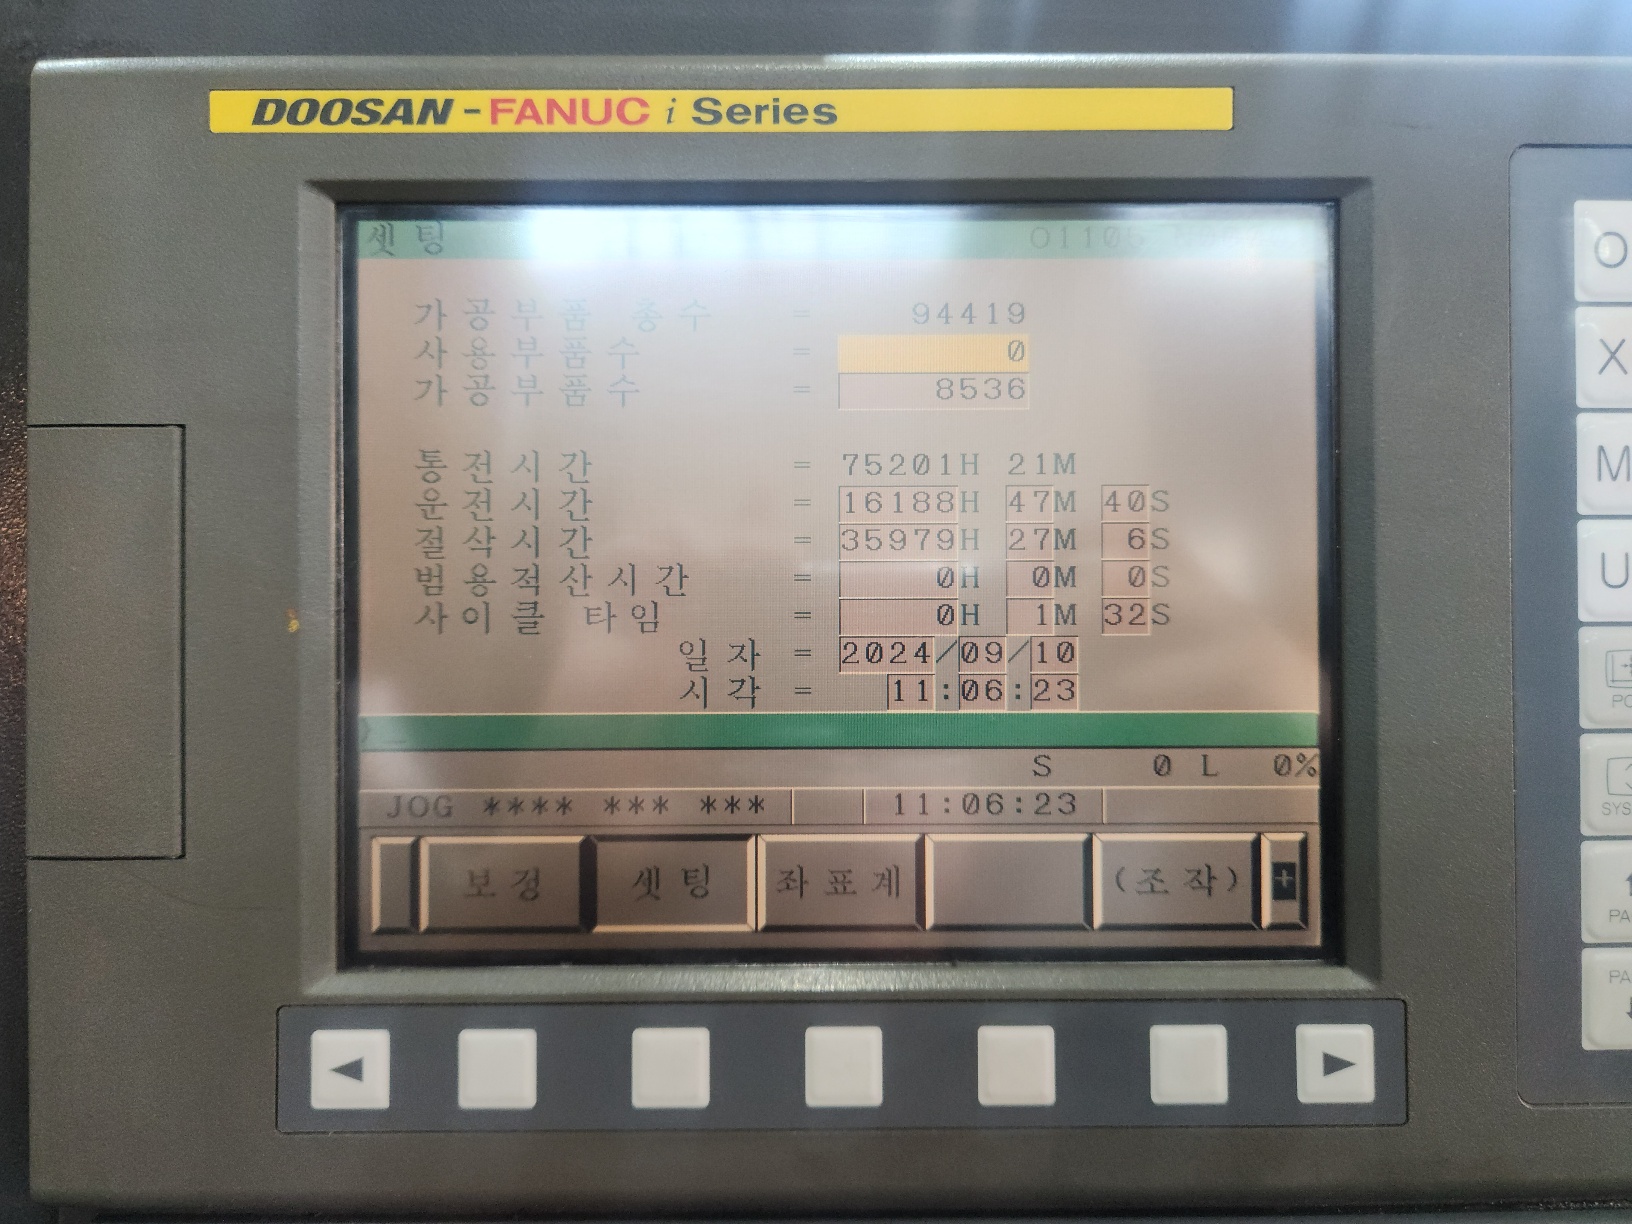 DOOSAN - FANUC i Series
셋팅
가공부품 총수 = 94419
사용부품수 = 0
가공부품수 = 8536
통전시간 = 75201H 21M
운전시간 = 16188H 47M 40S
절삭시간 = 35979H 27M 6S
범용적산시간 = 0H 0M 0S
사이클 타임 = 0H 1M 32S
일자 = 2024/09/10
시각 = 11:06:23
S 0 L 0%
JOG **** *** *** 11:06:23
보정 셋팅 좌표계 (조작) +
O
X
M
U